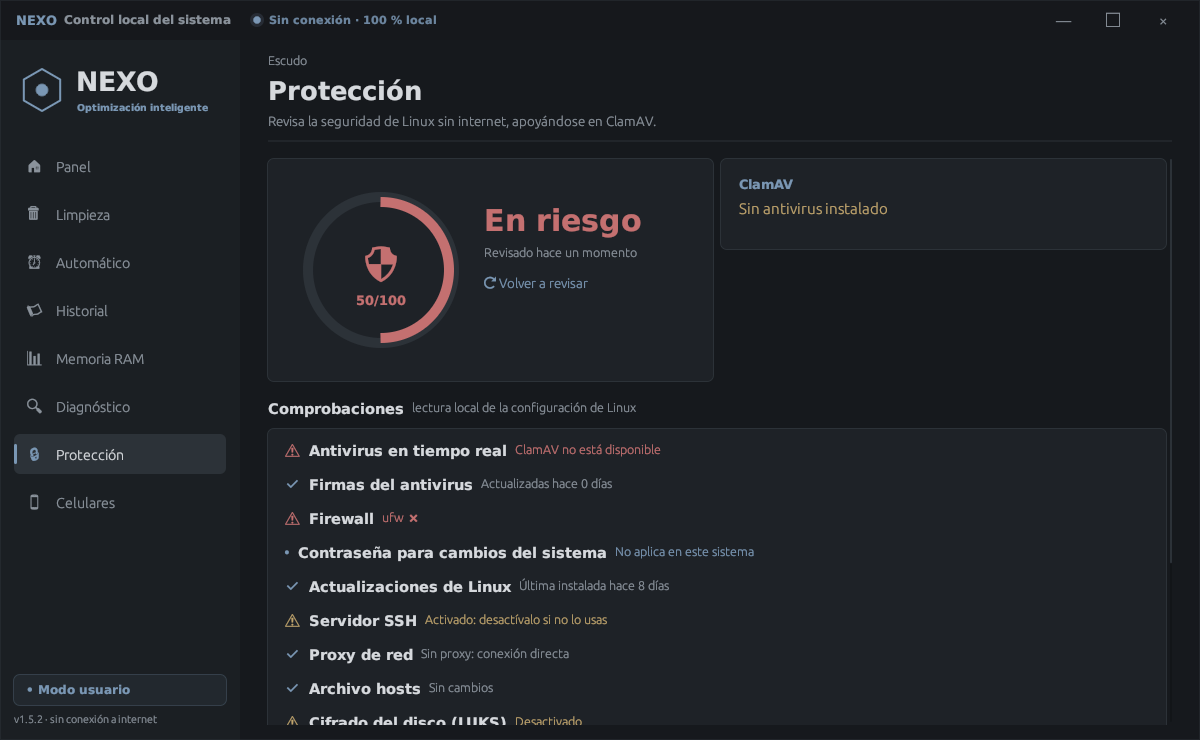 NEXO Control local del sistema Sin conexión · 100 % local
NEXO
Optimización inteligente
Panel
Limpieza
Automático
Historial
Memoria RAM
Diagnóstico
Protección
Celulares
• Modo usuario
v1.5.2 · sin conexión a internet
Escudo
Protección
Revisa la seguridad de Linux sin internet, apoyándose en ClamAV.
50/100
En riesgo
Revisado hace un momento
Volver a revisar
ClamAV
Sin antivirus instalado
Comprobaciones lectura local de la configuración de Linux
Antivirus en tiempo real ClamAV no está disponible
Firmas del antivirus Actualizadas hace 0 días
Firewall ufw ×
• Contraseña para cambios del sistema No aplica en este sistema
Actualizaciones de Linux Última instalada hace 8 días
Servidor SSH Activado: desactívalo si no lo usas
Proxy de red Sin proxy: conexión directa
Archivo hosts Sin cambios
Cifrado del disco (LUKS) Desactivado